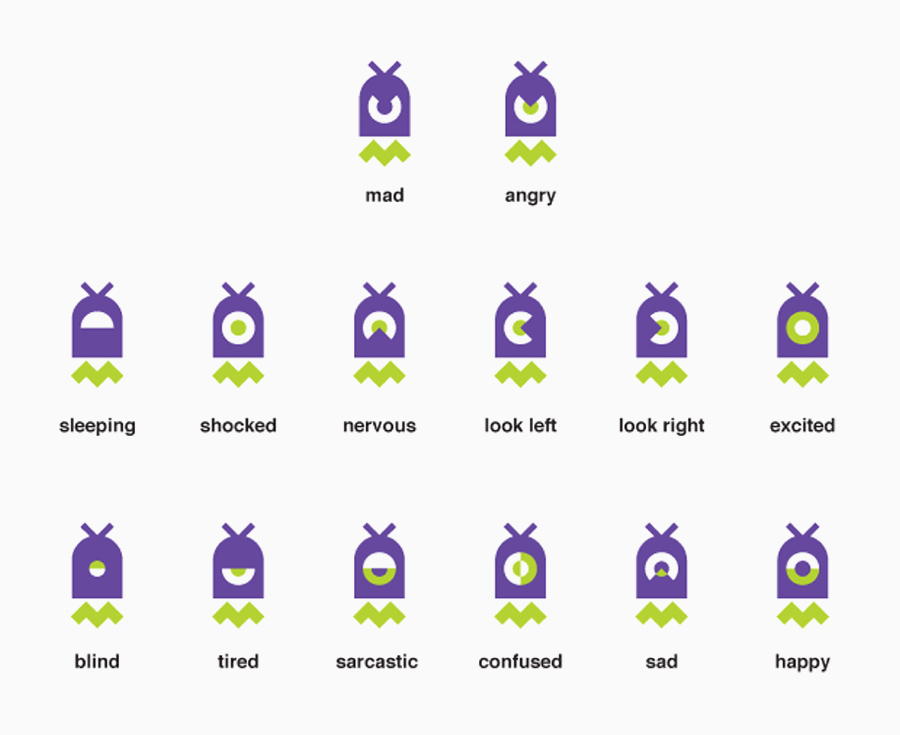 mad angry
sleeping shocked nervous look left look right excited
blind tired sarcastic confused sad happy